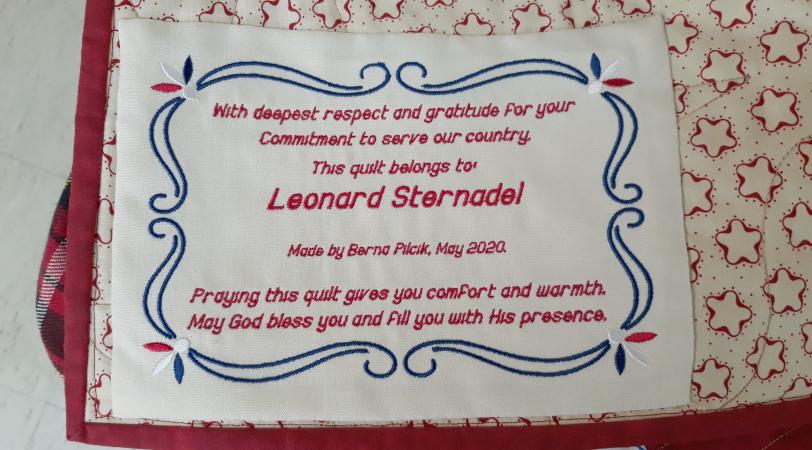 With deepest respect and gratitude for your
Commitment to serve our country.
This quilt belongs to:
Leonard Sternadel
Made by Berna Pilcik, May 2020.
Praying this quilt gives you comfort and warmth.
May God bless you and fill you with His presence.